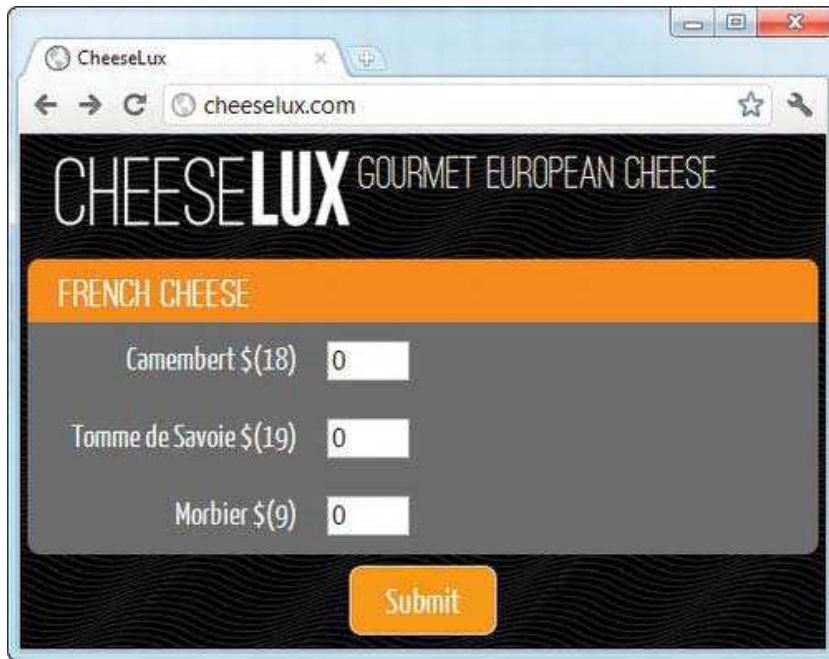 CheeseLux
cheeselux.com
CHEESELUX GOURMET EUROPEAN CHEESE
FRENCH CHEESE
Camembert $(18) 0
Tomme de Savoie $(19) 0
Morbier $(9) 0
Submit